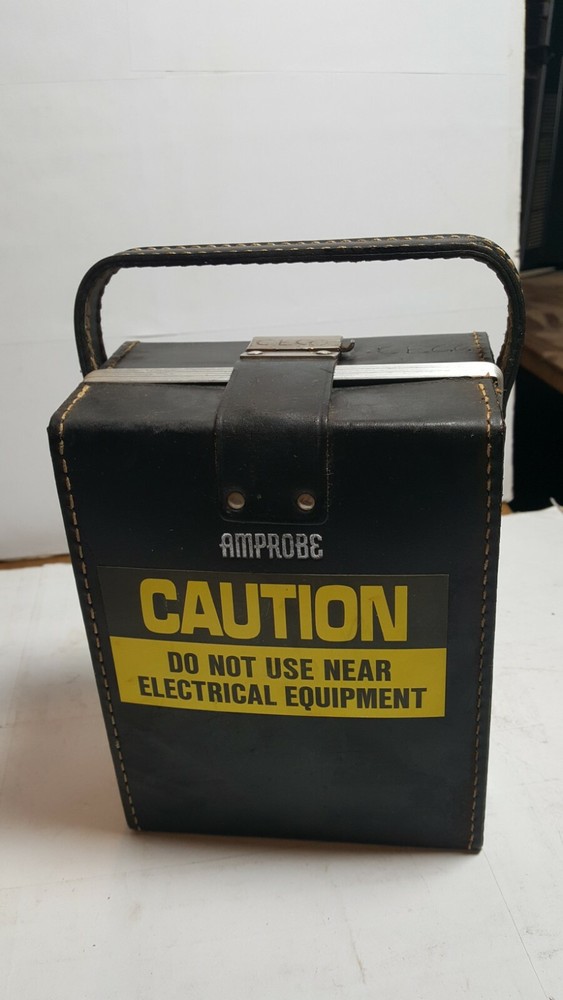 AMPROBE
CAUTION
DO NOT USE NEAR
ELECTRICAL EQUIPMENT